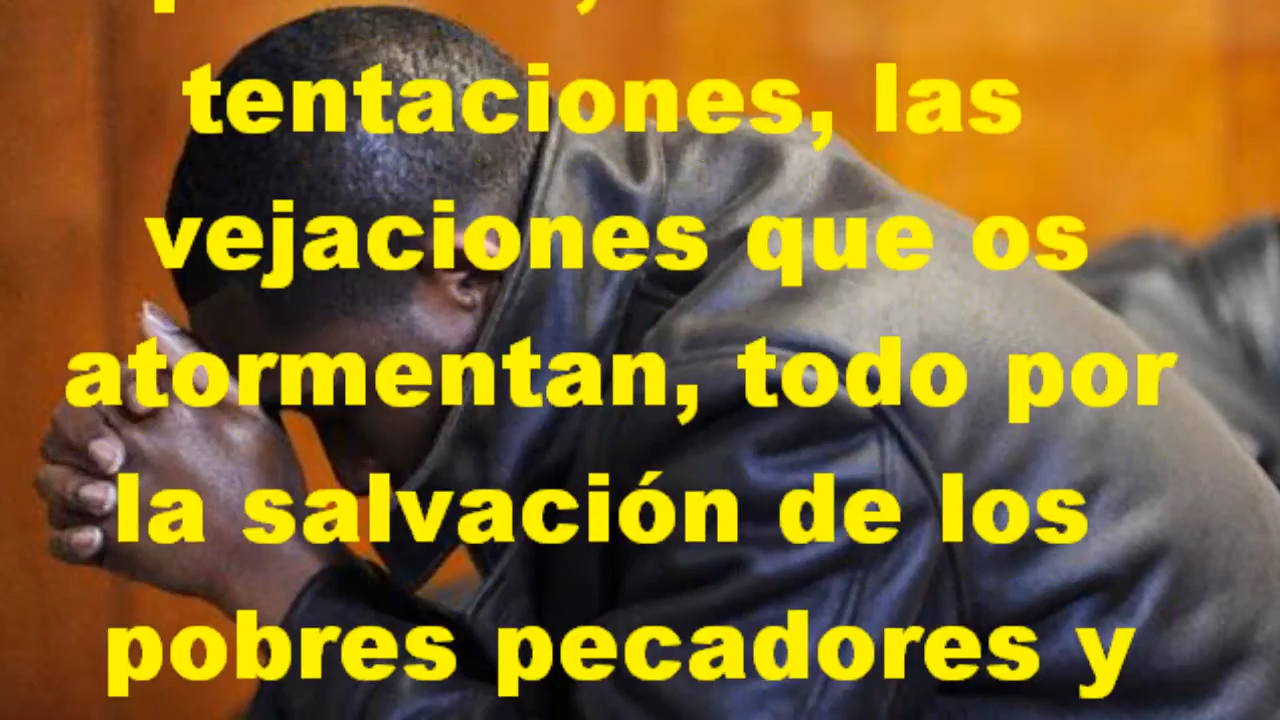 tentaciones, las
vejaciones que os
atormentan, todo por
la salvación de los
pobres pecadores y